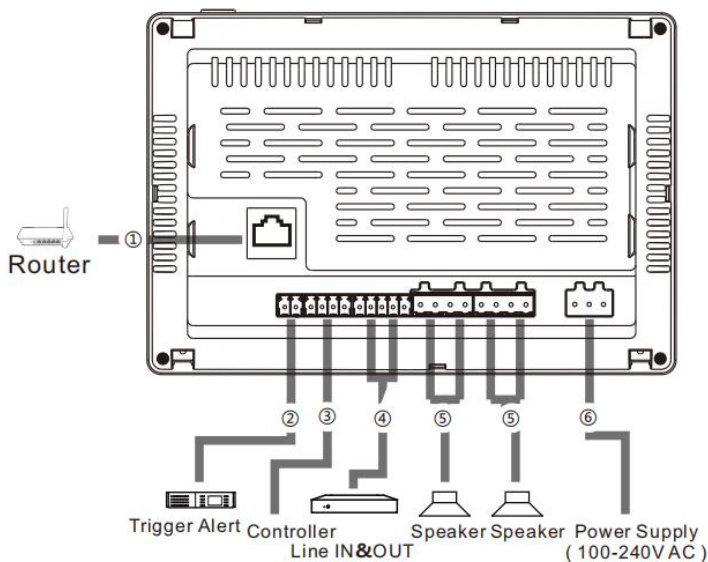 ①
Router
② ③ ④ ⑤ ⑤ ⑥
Trigger Alert Controller Speaker Speaker Power Supply
Line IN&OUT ( 100-240V AC )